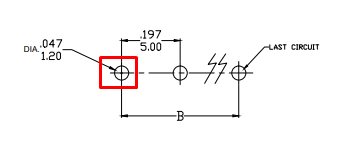 .197
5.00
DIA. .047
1.20
LAST CIRCUIT
B